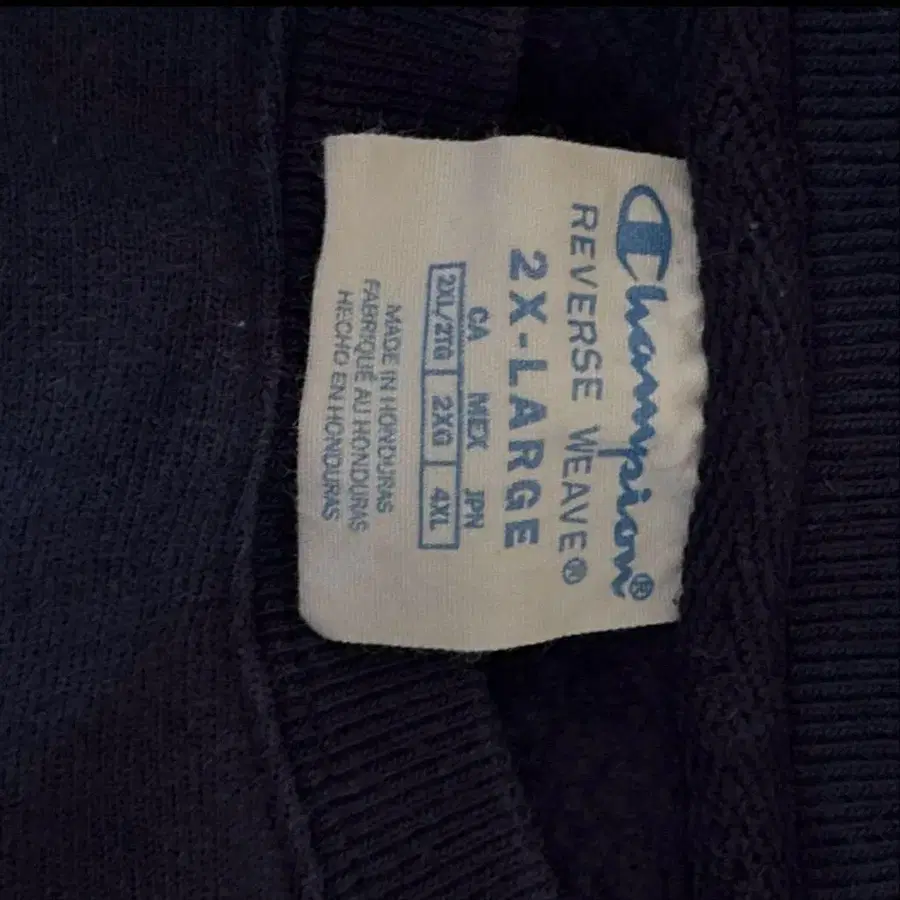 Champion®
REVERSE WEAVE®
2X-LARGE
CA MEX JPN
2XL/2TG 2XG 4XL
MADE IN HONDURAS
FABRIQUÉ AU HONDURAS
HECHO EN HONDURAS